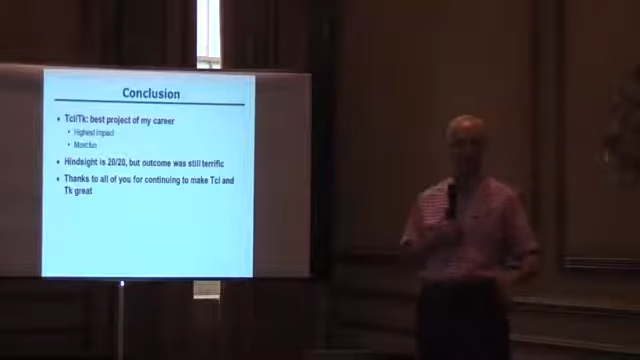 Conclusion
• Tcl/Tk: best project of my career
• Highest impact
• Most fun
• Hindsight is 20/20, but outcome was still terrific
• Thanks to all of you for continuing to make Tcl and
Tk great